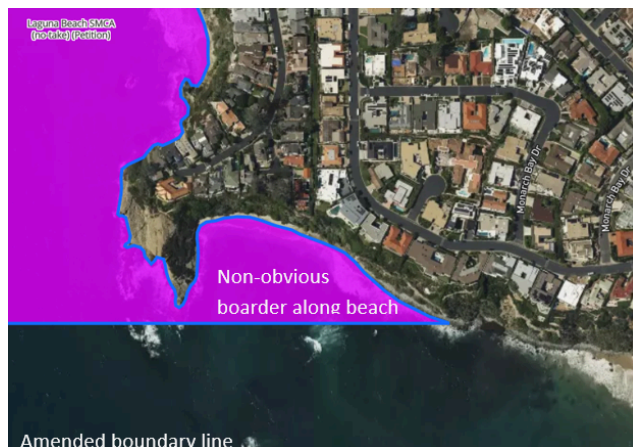 Laguna Beach SMCA
(no-take) (Petition)
Monarch Bay Dr
Monarch Bay Dr
Non-obvious
boarder along beach
Amended boundary line